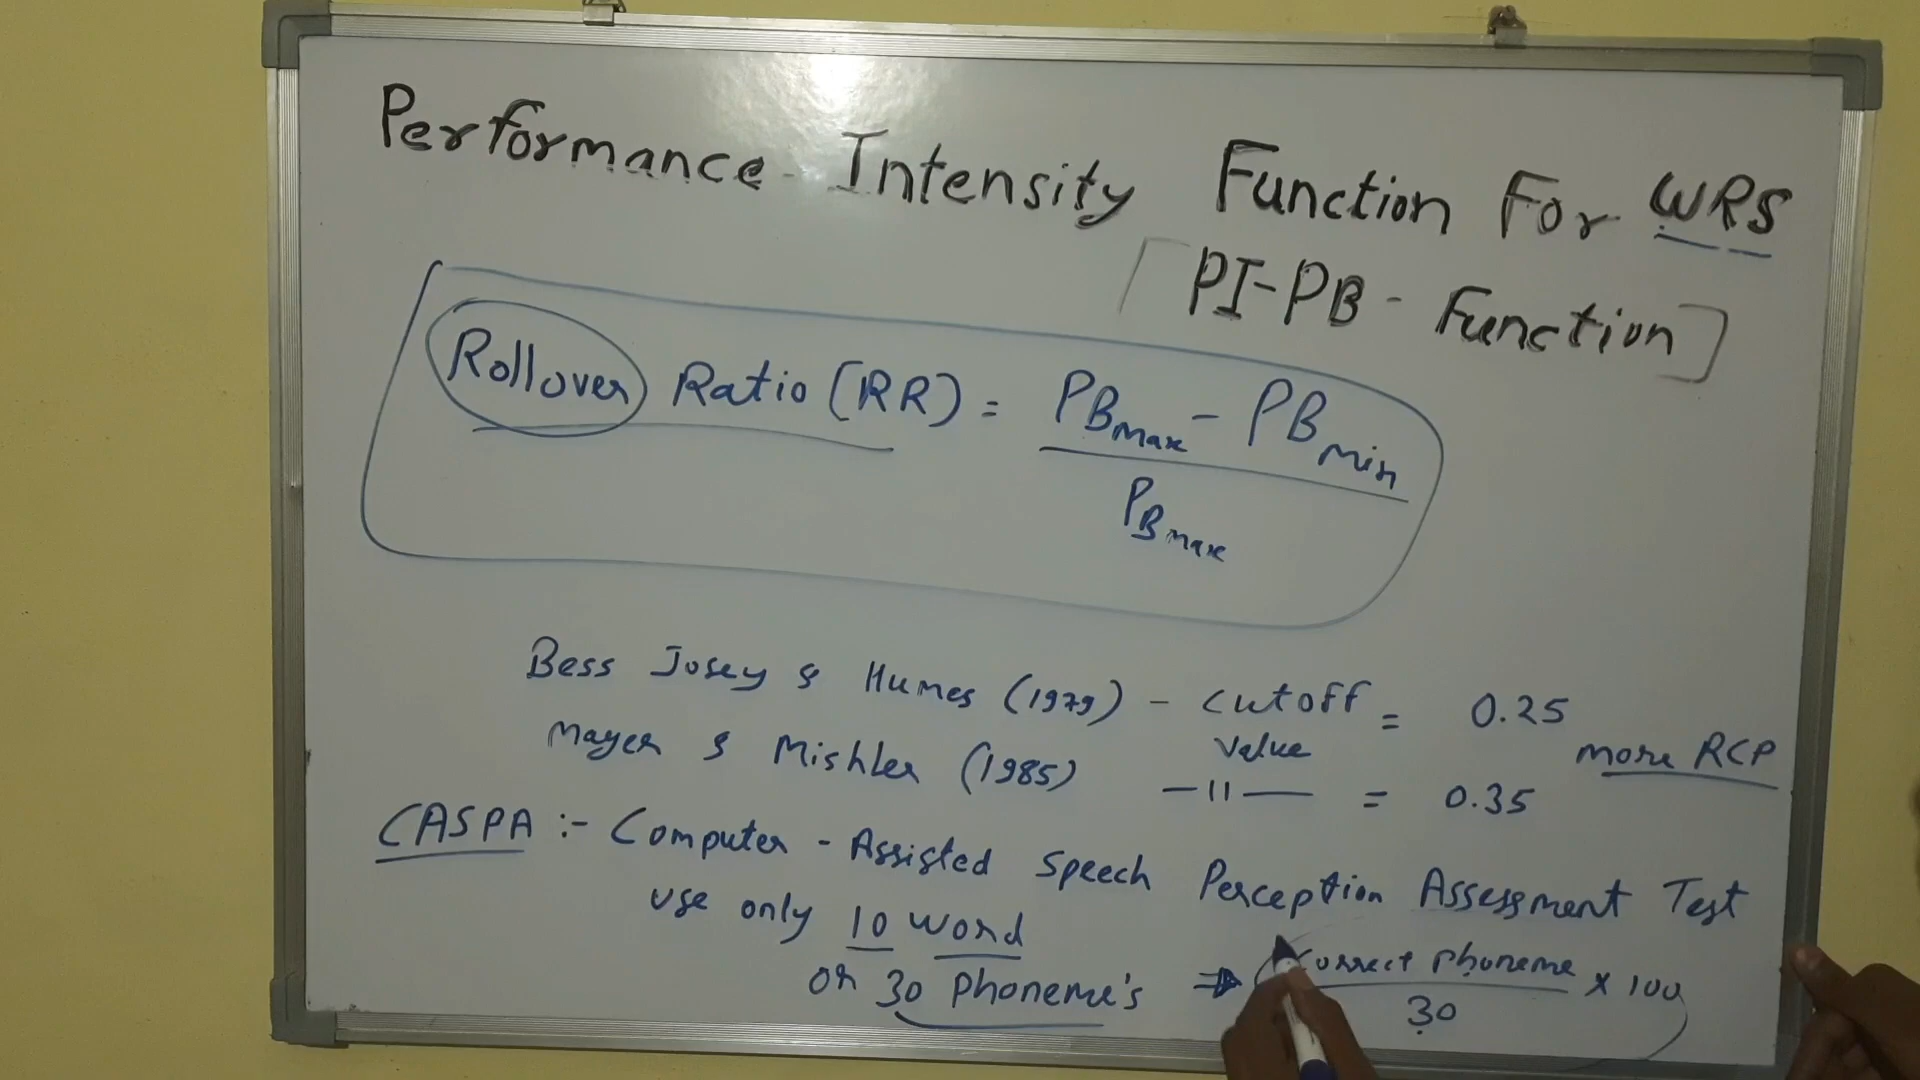 Performance - Intensity Function For WRS
[PI-PB - Function]
Rollover Ratio (RR) = PBmax - PBmin
PBmax
Bess Josey & Humes (1979) - cutoff value = 0.25
Mayer & Mishler (1985) -11- = 0.35
more RCP
CASPA :- Computer - Assisted Speech Perception Assessment Test
use only 10 word
or 30 Phoneme's ⇒ (Correct Phoneme × 100
30